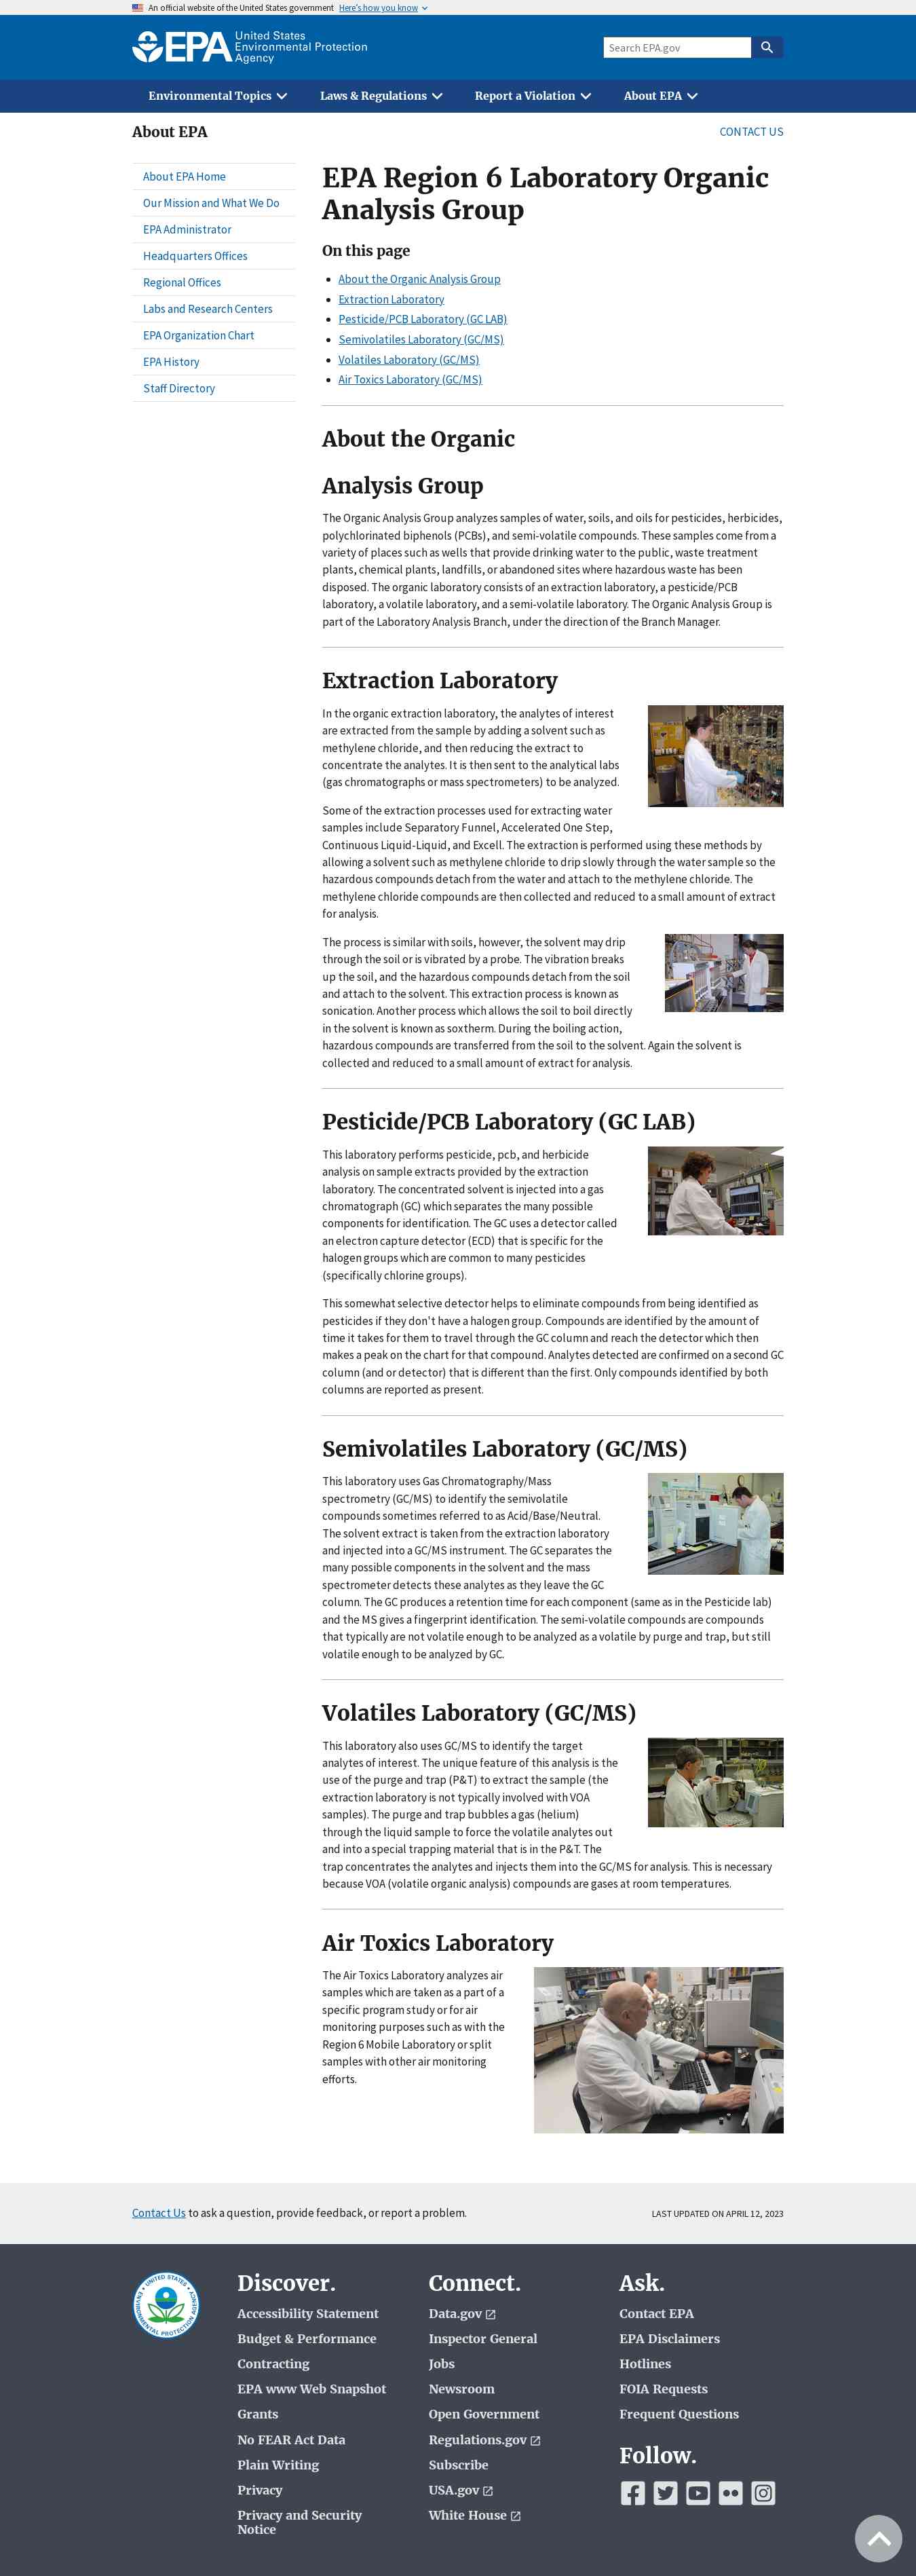 An official website of the United States government Here's how you know
EPA United States
Environmental Protection
Agency
Search EPA.gov
Environmental Topics
Laws & Regulations
Report a Violation
About EPA
About EPA
CONTACT US
About EPA Home
Our Mission and What We Do
EPA Administrator
Headquarters Offices
Regional Offices
Labs and Research Centers
EPA Organization Chart
EPA History
Staff Directory
EPA Region 6 Laboratory Organic
Analysis Group
On this page
About the Organic Analysis Group
Extraction Laboratory
Pesticide/PCB Laboratory (GC LAB)
Semivolatiles Laboratory (GC/MS)
Volatiles Laboratory (GC/MS)
Air Toxics Laboratory (GC/MS)
About the Organic
Analysis Group
The Organic Analysis Group analyzes samples of water, soils, and oils for pesticides, herbicides,
polychlorinated biphenols (PCBs), and semi-volatile compounds. These samples come from a
variety of places such as wells that provide drinking water to the public, waste treatment
plants, chemical plants, landfills, or abandoned sites where hazardous waste has been
disposed. The organic laboratory consists of an extraction laboratory, a pesticide/PCB
laboratory, a volatile laboratory, and a semi-volatile laboratory. The Organic Analysis Group is
part of the Laboratory Analysis Branch, under the direction of the Branch Manager.
Extraction Laboratory
In the organic extraction laboratory, the analytes of interest
are extracted from the sample by adding a solvent such as
methylene chloride, and then reducing the extract to
concentrate the analytes. It is then sent to the analytical labs
(gas chromatographs or mass spectrometers) to be analyzed.
Some of the extraction processes used for extracting water
samples include Separatory Funnel, Accelerated One Step,
Continuous Liquid-Liquid, and Excell. The extraction is performed using these methods by
allowing a solvent such as methylene chloride to drip slowly through the water sample so the
hazardous compounds detach from the water and attach to the methylene chloride. The
methylene chloride compounds are then collected and reduced to a small amount of extract
for analysis.
The process is similar with soils, however, the solvent may drip
through the soil or is vibrated by a probe. The vibration breaks
up the soil, and the hazardous compounds detach from the soil
and attach to the solvent. This extraction process is known as
sonication. Another process which allows the soil to boil directly
in the solvent is known as soxtherm. During the boiling action,
hazardous compounds are transferred from the soil to the solvent. Again the solvent is
collected and reduced to a small amount of extract for analysis.
Pesticide/PCB Laboratory (GC LAB)
This laboratory performs pesticide, pcb, and herbicide
analysis on sample extracts provided by the extraction
laboratory. The concentrated solvent is injected into a gas
chromatograph (GC) which separates the many possible
components for identification. The GC uses a detector called
an electron capture detector (ECD) that is specific for the
halogen groups which are common to many pesticides
(specifically chlorine groups).
This somewhat selective detector helps to eliminate compounds from being identified as
pesticides if they don't have a halogen group. Compounds are identified by the amount of
time it takes for them to travel through the GC column and reach the detector which then
makes a peak on the chart for that compound. Analytes detected are confirmed on a second GC
column (and or detector) that is different than the first. Only compounds identified by both
columns are reported as present.
Semivolatiles Laboratory (GC/MS)
This laboratory uses Gas Chromatography/Mass
spectrometry (GC/MS) to identify the semivolatile
compounds sometimes referred to as Acid/Base/Neutral.
The solvent extract is taken from the extraction laboratory
and injected into a GC/MS instrument. The GC separates the
many possible components in the solvent and the mass
spectrometer detects these analytes as they leave the GC
column. The GC produces a retention time for each component (same as in the Pesticide lab)
and the MS gives a fingerprint identification. The semi-volatile compounds are compounds
that typically are not volatile enough to be analyzed as a volatile by purge and trap, but still
volatile enough to be analyzed by GC.
Volatiles Laboratory (GC/MS)
This laboratory also uses GC/MS to identify the target
analytes of interest. The unique feature of this analysis is the
use of the purge and trap (P&T) to extract the sample (the
extraction laboratory is not typically involved with VOA
samples). The purge and trap bubbles a gas (helium)
through the liquid sample to force the volatile analytes out
and into a special trapping material that is in the P&T. The
trap concentrates the analytes and injects them into the GC/MS for analysis. This is necessary
because VOA (volatile organic analysis) compounds are gases at room temperatures.
Air Toxics Laboratory
The Air Toxics Laboratory analyzes air
samples which are taken as a part of a
specific program study or for air
monitoring purposes such as with the
Region 6 Mobile Laboratory or split
samples with other air monitoring
efforts.
Contact Us to ask a question, provide feedback, or report a problem.
LAST UPDATED ON APRIL 12, 2023
UNITED STATES
ENVIRONMENTAL PROTECTION AGENCY
Discover.
Accessibility Statement
Budget & Performance
Contracting
EPA www Web Snapshot
Grants
No FEAR Act Data
Plain Writing
Privacy
Privacy and Security
Notice
Connect.
Data.gov
Inspector General
Jobs
Newsroom
Open Government
Regulations.gov
Subscribe
USA.gov
White House
Ask.
Contact EPA
EPA Disclaimers
Hotlines
FOIA Requests
Frequent Questions
Follow.